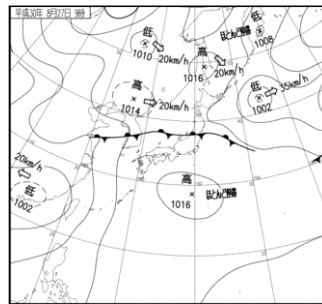 平成30年 8月27日 9時
低
1010
20km/h
高
1016
20km/h
低
ほとんど停滞
1008
高
1014
20km/h
低
1002
35km/h
20km/h
低
1002
高
1016
ほとんど停滞